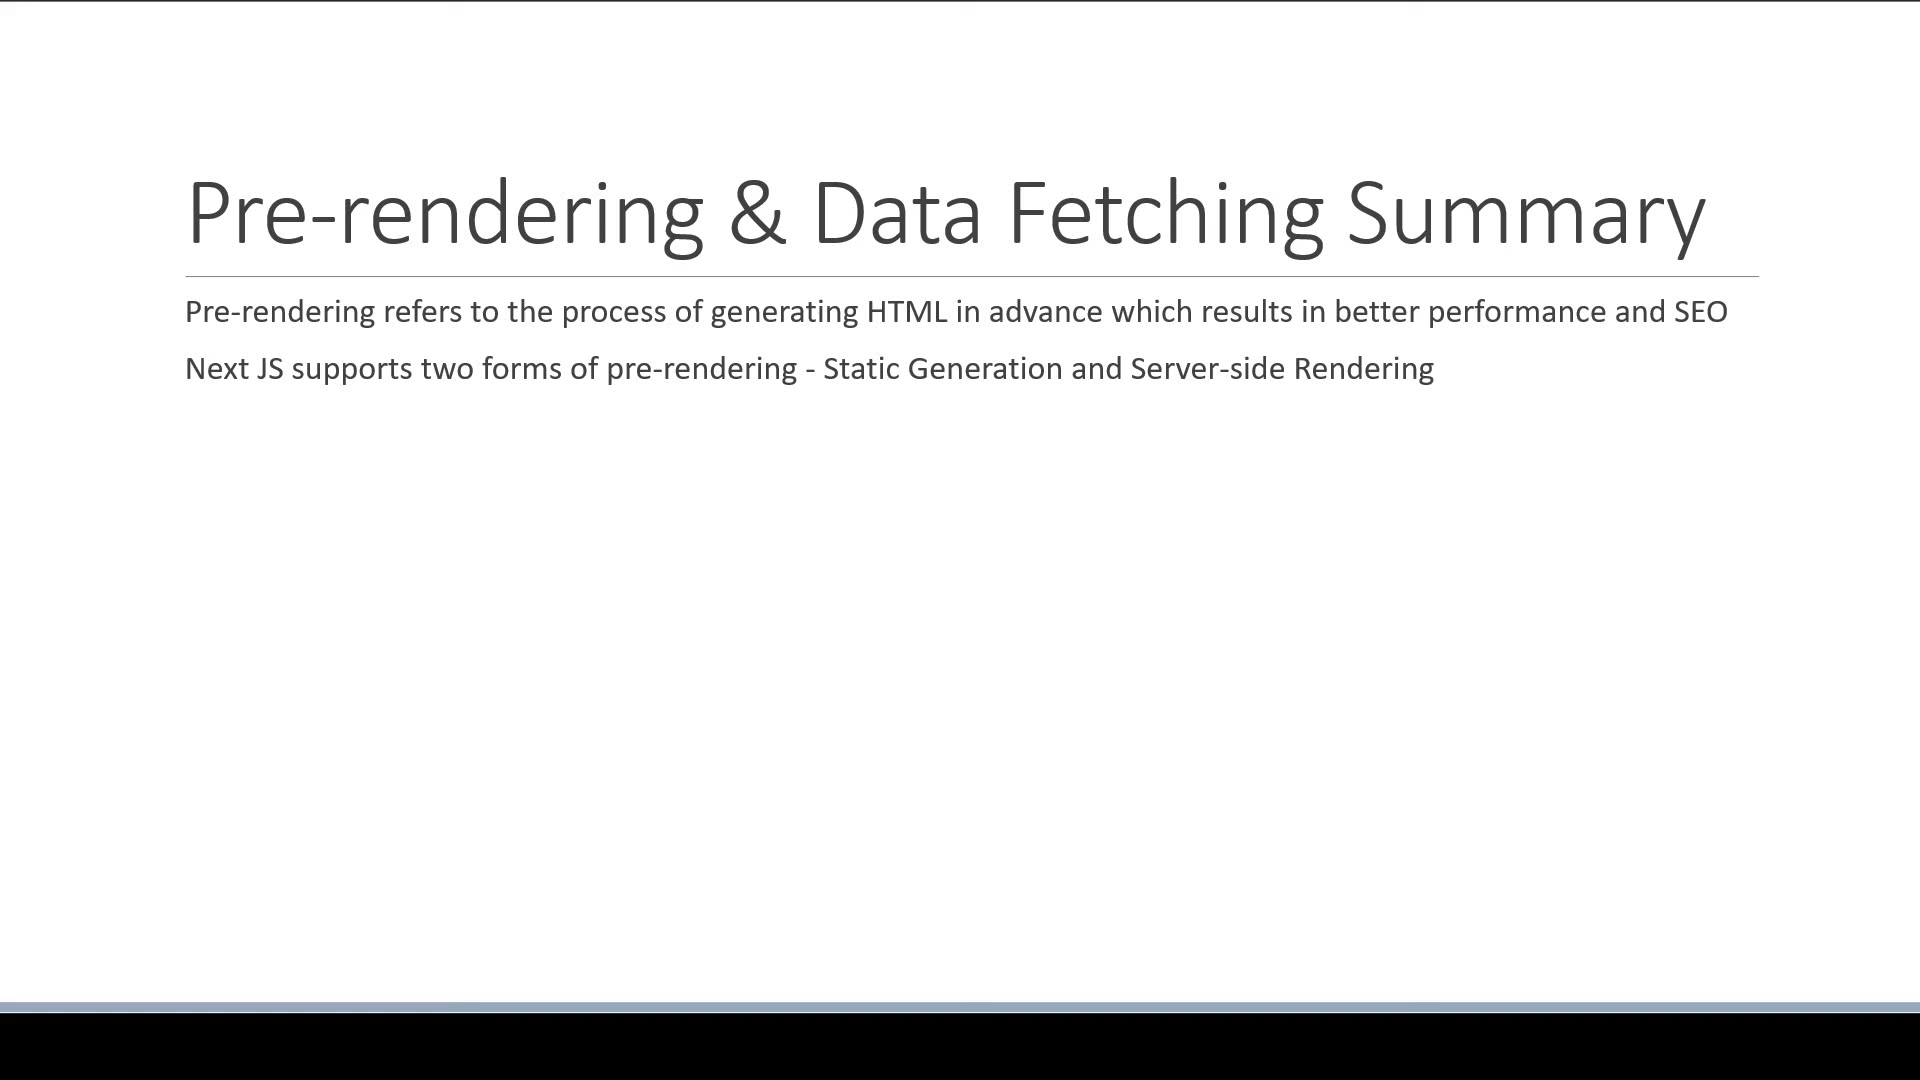 Pre-rendering & Data Fetching Summary
Pre-rendering refers to the process of generating HTML in advance which results in better performance and SEO
Next JS supports two forms of pre-rendering - Static Generation and Server-side Rendering